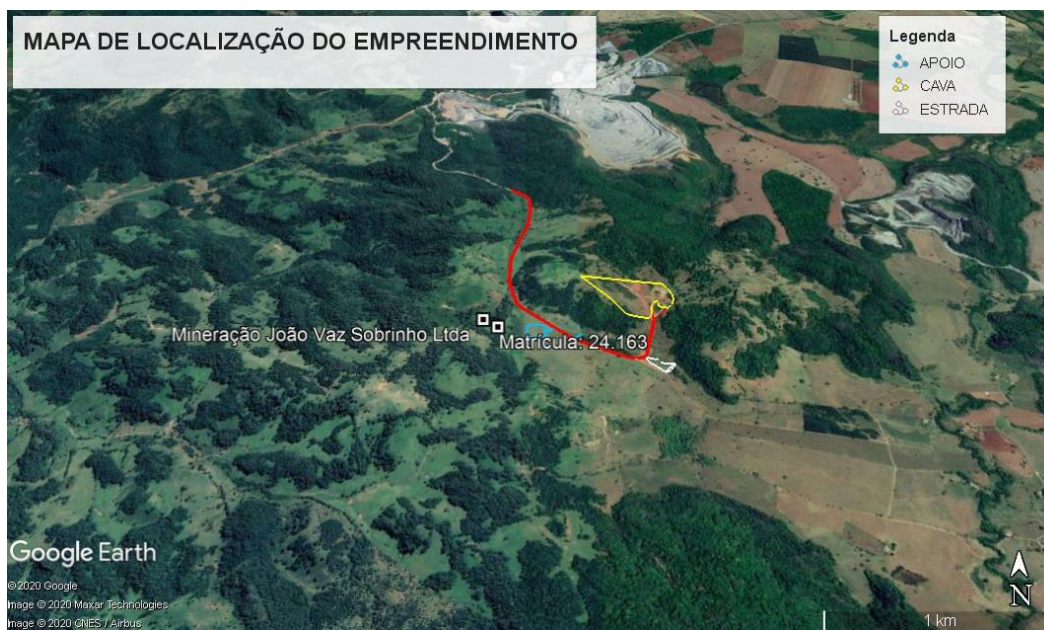 MAPA DE LOCALIZAÇÃO DO EMPREENDIMENTO
Legenda
APOIO
CAVA
ESTRADA
Mineração João Vaz Sobrinho Ltda
Matrícula: 24.163
Google Earth
© 2020 Google
Image © 2020 Maxar Technologies
Image © 2020 CNES / Airbus
N
1 km